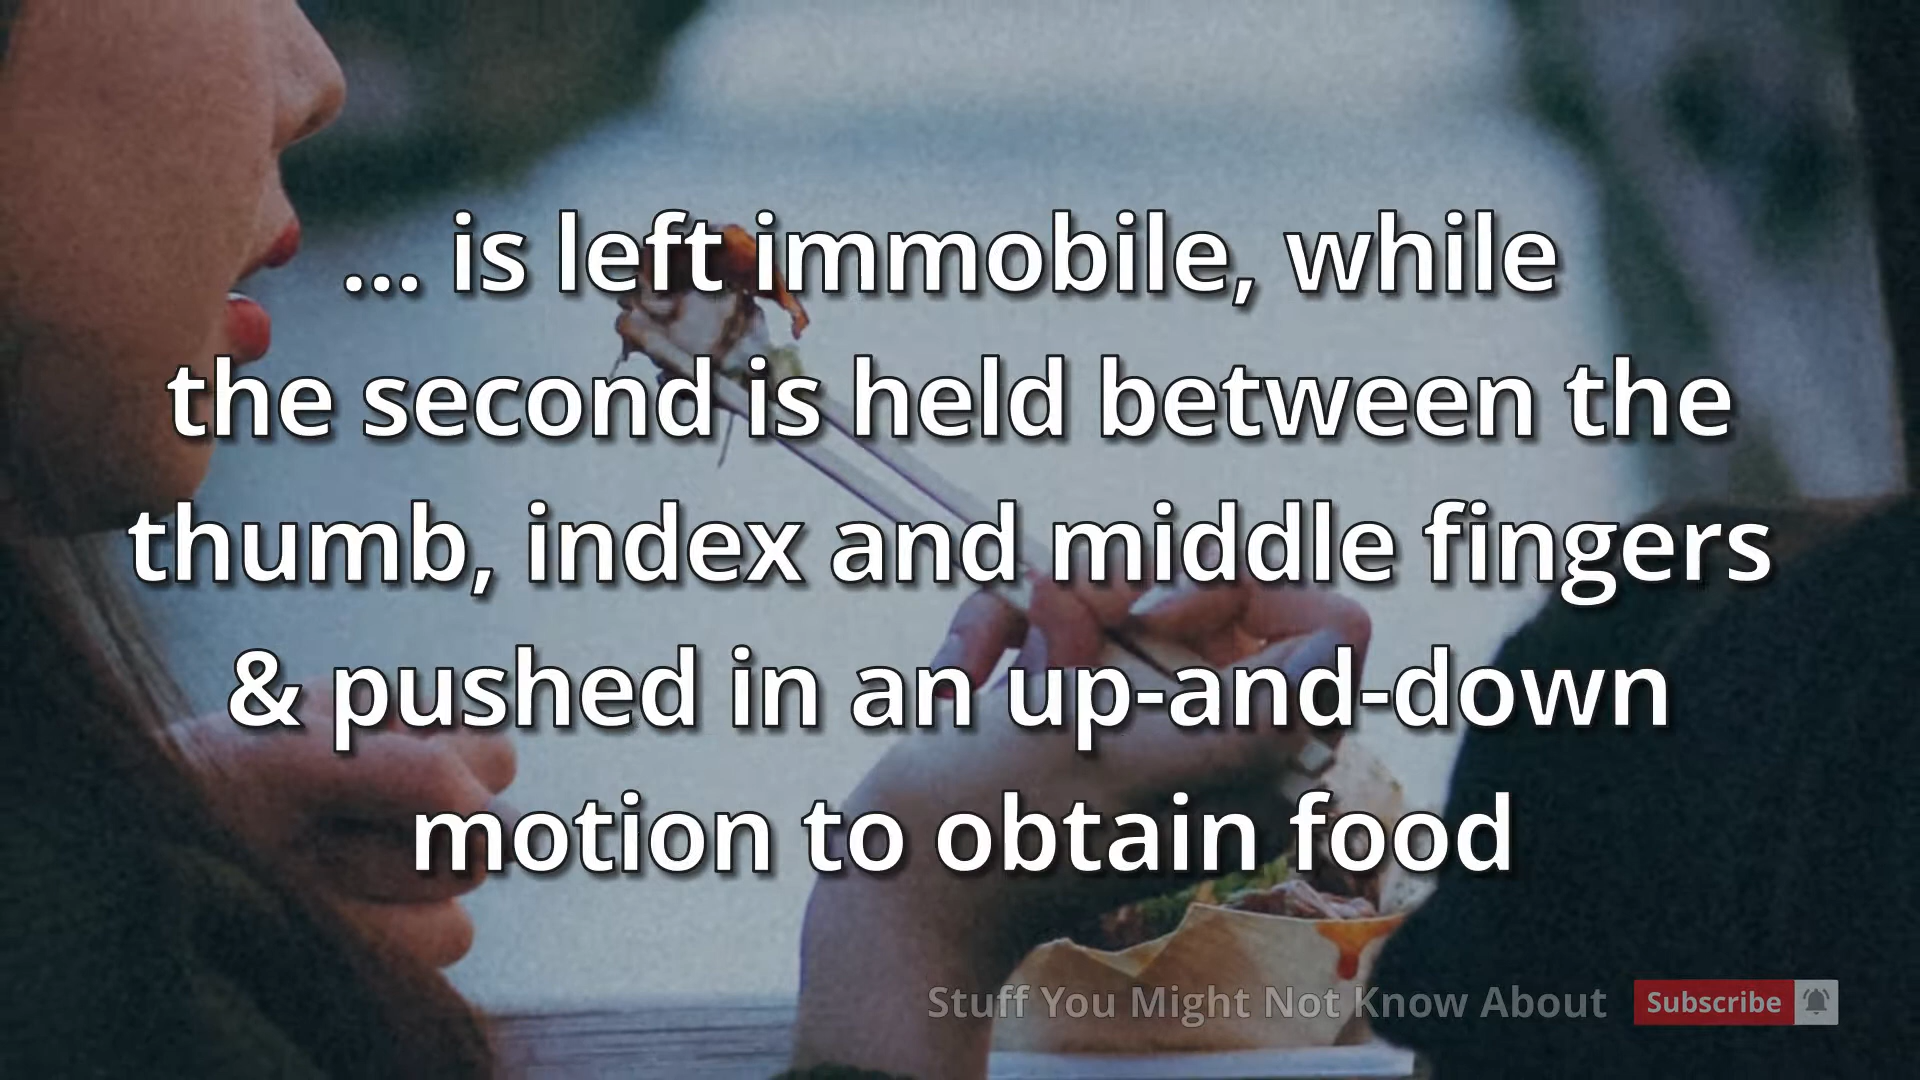 ... is left immobile, while
the second is held between the
thumb, index and middle fingers
& pushed in an up-and-down
motion to obtain food
Stuff You Might Not Know About
Subscribe